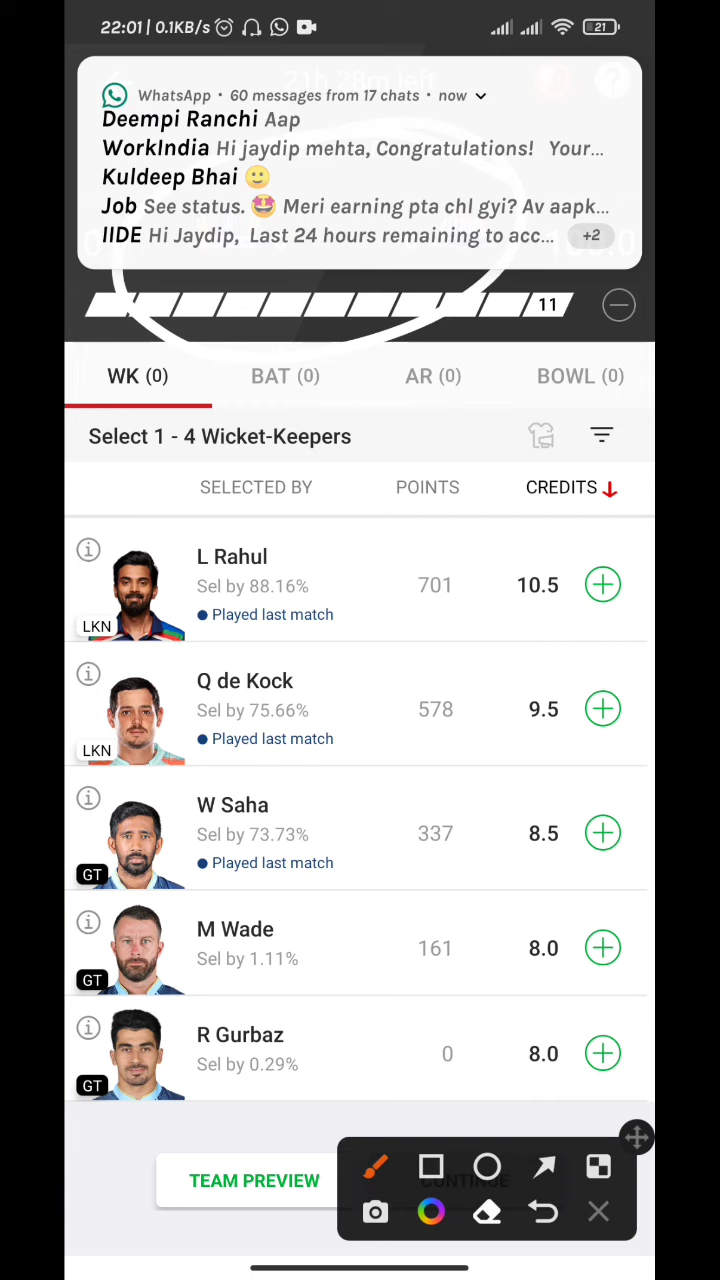 22:01 | 0.1KB/s
21
21h 28m left
WhatsApp • 60 messages from 17 chats • now
Deempi Ranchi Aap
WorkIndia Hi jaydip mehta, Congratulations! Your...
Kuldeep Bhai 🙂
Job See status. 🤩 Meri earning pta chl gyi? Av aapk...
IIDE Hi Jaydip, Last 24 hours remaining to acc... +2
11
WK (0) BAT (0) AR (0) BOWL (0)
Select 1 - 4 Wicket-Keepers
SELECTED BY POINTS CREDITS
L Rahul
Sel by 88.16% 701 10.5
Played last match
LKN
Q de Kock
Sel by 75.66% 578 9.5
Played last match
LKN
W Saha
Sel by 73.73% 337 8.5
Played last match
GT
M Wade
Sel by 1.11% 161 8.0
GT
R Gurbaz
Sel by 0.29% 0 8.0
GT
TEAM PREVIEW CONTINUE